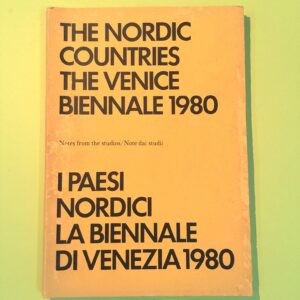 THE NORDIC
COUNTRIES
THE VENICE
BIENNALE 1980
Notes from the studios/Note dai studii
I PAESI
NORDICI
LA BIENNALE
DI VENEZIA 1980